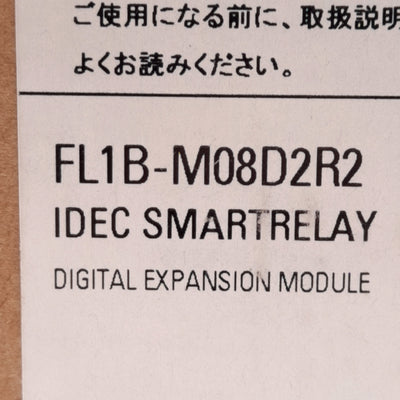 ご使用になる前に、取扱説明
よくお読みください。
FL1B-M08D2R2
IDEC SMARTRELAY
DIGITAL EXPANSION MODULE